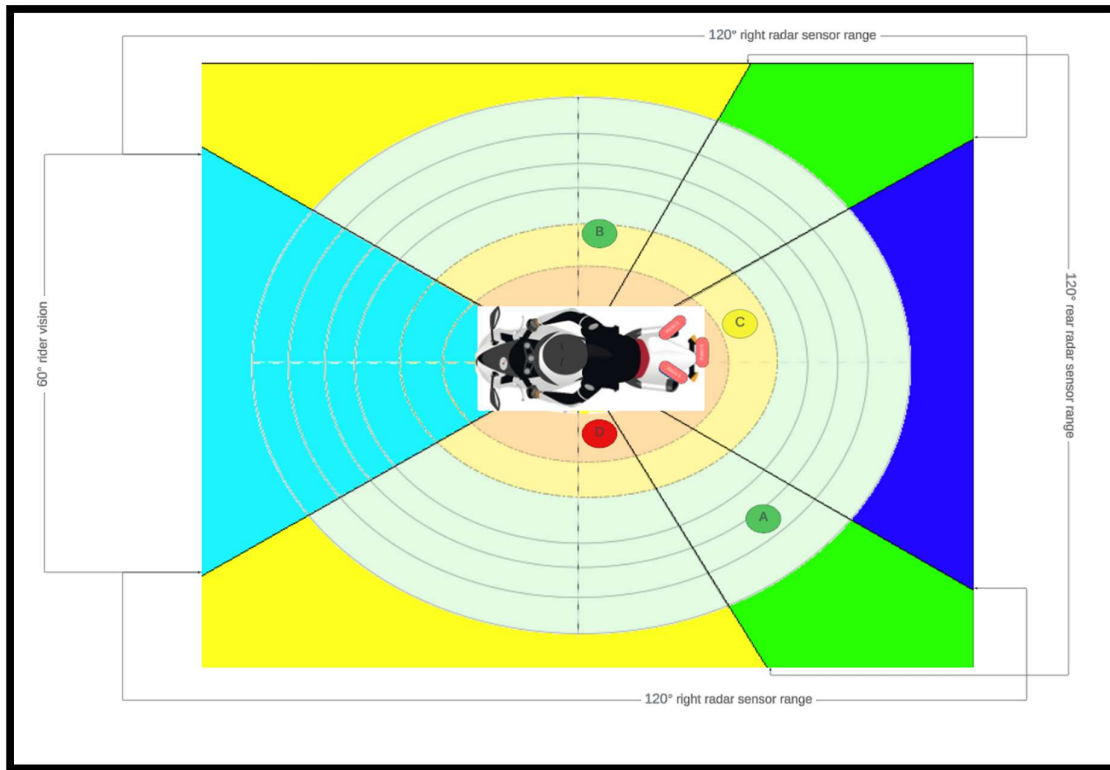 120° right radar sensor range
60° rider vision
B
C
D
A
120° rear radar sensor range
120° right radar sensor range